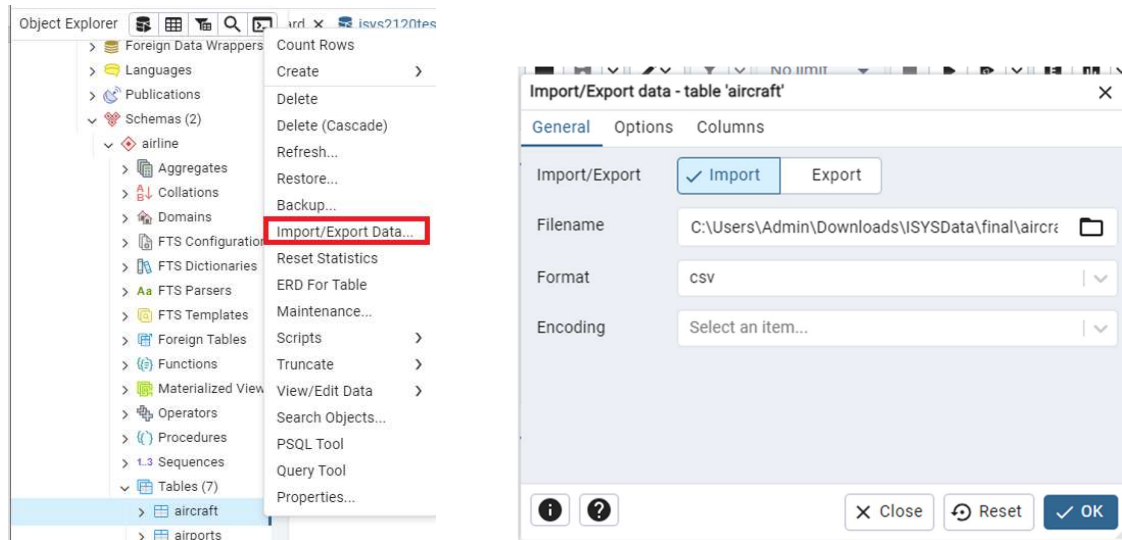 Object Explorer
Foreign Data Wrappers
Languages
Publications
Schemas (2)
airline
Aggregates
Collations
Domains
FTS Configuration
FTS Dictionaries
FTS Parsers
FTS Templates
Foreign Tables
Functions
Materialized View
Operators
Procedures
1..3 Sequences
Tables (7)
aircraft
airports
isvs2120tes
Count Rows
Create
Delete
Delete (Cascade)
Refresh...
Restore...
Backup...
Import/Export Data...
Reset Statistics
ERD For Table
Maintenance...
Scripts
Truncate
View/Edit Data
Search Objects...
PSQL Tool
Query Tool
Properties...
No limit
Import/Export data - table 'aircraft'
General Options Columns
Import/Export Import Export
Filename C:\Users\Admin\Downloads\ISYSData\final\aircra
Format csv
Encoding Select an item...
Close Reset OK